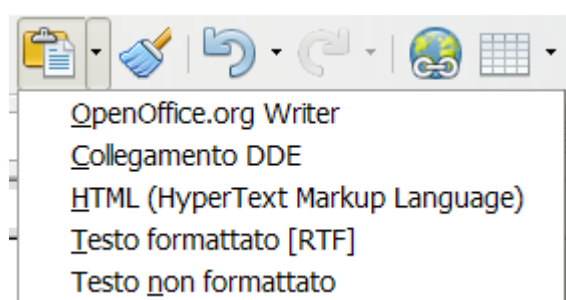 OpenOffice.org Writer
Collegamento DDE
HTML (HyperText Markup Language)
Testo formattato [RTF]
Testo non formattato